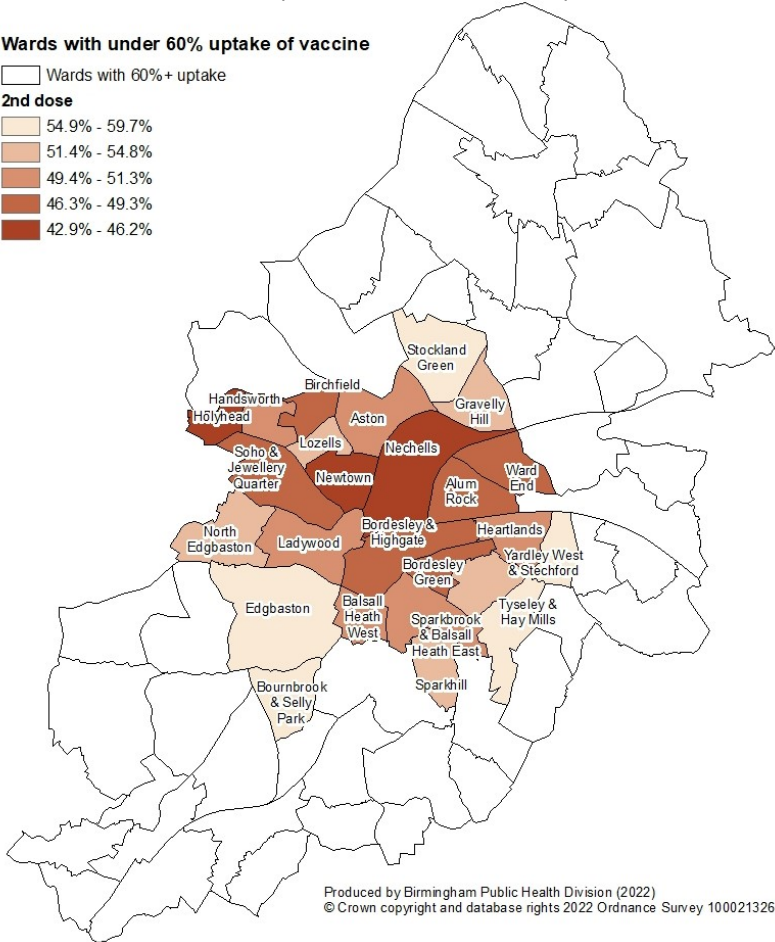 Wards with under 60% uptake of vaccine
Wards with 60%+ uptake
2nd dose
54.9% - 59.7%
51.4% - 54.8%
49.4% - 51.3%
46.3% - 49.3%
42.9% - 46.2%
Stockland
Green
Birchfield
Handsworth
Holyhead
Aston
Gravelly
Hill
Lozells
Nechells
Soho &
Jewellery
Quarter
Newtown
Alum
Rock
Ward
End
Bordesley &
Highgate
Heartlands
North
Edgbaston
Ladywood
Yardley West
& Stechford
Bordesley
Green
Edgbaston
Balsall
Heath
West
Tyseley &
Hay Mills
Sparkbrook
& Balsall
Heath East
Sparkhill
Bournbrook
& Selly
Park
Produced by Birmingham Public Health Division (2022)
© Crown copyright and database rights 2022 Ordnance Survey 100021326